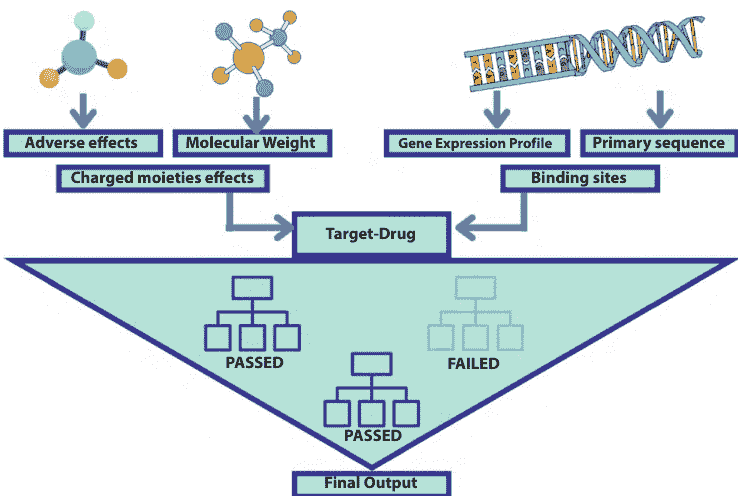 Adverse effects
Molecular Weight
Gene Expression Profile
Primary sequence
Charged moieties effects
Binding sites
Target-Drug
PASSED
FAILED
PASSED
Final Output